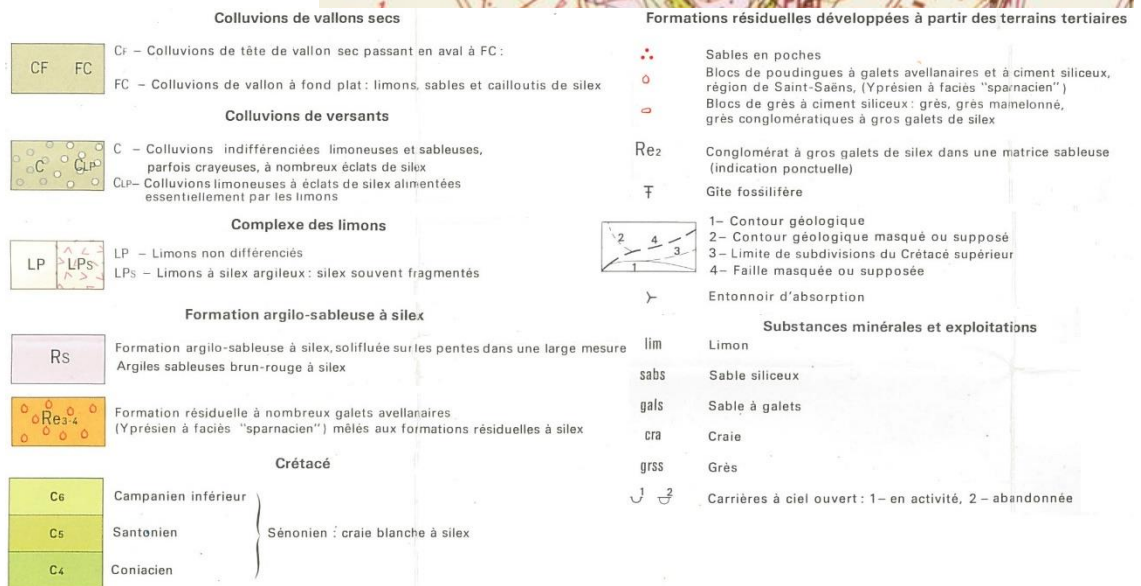 Colluvions de vallons secs
CF FC
CF – Colluvions de tête de vallon sec passant en aval à FC :
FC – Colluvions de vallon à fond plat : limons, sables et cailloutis de silex
Colluvions de versants
C CLP
C – Colluvions indifférenciées limoneuses et sableuses,
parfois crayeuses, à nombreux éclats de silex
CLP – Colluvions limoneuses à éclats de silex alimentées
essentiellement par les limons
Complexe des limons
LP LPs
LP – Limons non différenciés
LPs – Limons à silex argileux : silex souvent fragmentés
Formation argilo-sableuse à silex
Rs
Formation argilo-sableuse à silex, soliflluée sur les pentes dans une large mesure
Argiles sableuses brun-rouge à silex
Re3-4
Formation résiduelle à nombreux galets avellanaires
(Yprésien à faciès "sparnacien") mêlés aux formations résiduelles à silex
Crétacé
C6
Campanien inférieur
C5
Santonien
Sénonien : craie blanche à silex
C4
Coniacien
Formations résiduelles développées à partir des terrains tertiaires
Sables en poches
Blocs de poudingues à galets avellanaires et à ciment siliceux,
région de Saint-Saëns, (Yprésien à faciès "sparnacien")
Blocs de grès à ciment siliceux : grès, grès mamelonné,
grès conglomératiques à gros galets de silex
Re2
Conglomérat à gros galets de silex dans une matrice sableuse
(indication ponctuelle)
Gîte fossilifère
2 4 3 1
1– Contour géologique
2– Contour géologique masqué ou supposé
3– Limite de subdivisions du Crétacé supérieur
4– Faille masquée ou supposée
Entonnoir d'absorption
Substances minérales et exploitations
lim Limon
sabs Sable siliceux
gals Sable à galets
cra Craie
grss Grès
1 2 Carrières à ciel ouvert : 1– en activité, 2 – abandonnée